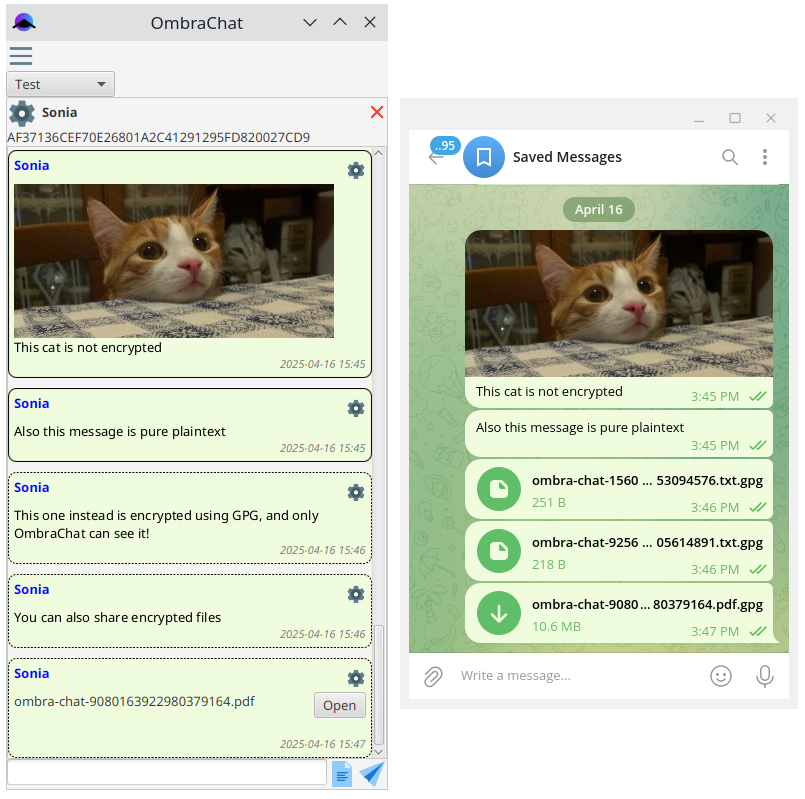 OmbraChat
Test
Sonia
AF37136CEF70E26801A2C41291295FD820027CD9
Sonia
This cat is not encrypted
2025-04-16 15:45
Sonia
Also this message is pure plaintext
2025-04-16 15:45
Sonia
This one instead is encrypted using GPG, and only
OmbraChat can see it!
2025-04-16 15:46
Sonia
You can also share encrypted files
2025-04-16 15:46
Sonia
ombra-chat-9080163922980379164.pdf
Open
2025-04-16 15:47
..95
Saved Messages
April 16
This cat is not encrypted
3:45 PM
Also this message is pure plaintext
3:45 PM
ombra-chat-1560 ... 53094576.txt.gpg
251 B
3:46 PM
ombra-chat-9256 ... 05614891.txt.gpg
218 B
3:46 PM
ombra-chat-9080 ... 80379164.pdf.gpg
10.6 MB
3:47 PM
Write a message...